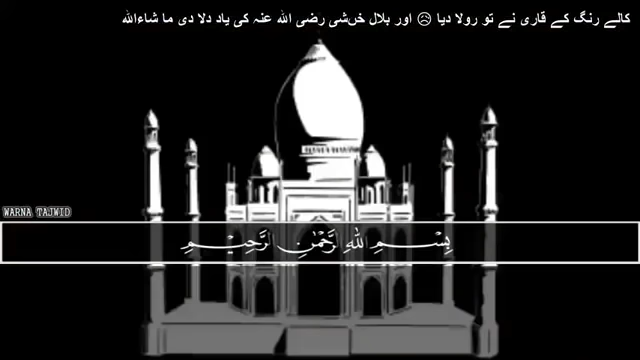 کالے رنگ کے قاری نے تو رولا دیا ☹ اور بلال حبشی رضی اللہ عنہ کی یاد دلا دی ما شاءاللہ
WARNA TAJWID
بِسْمِ اللهِ الرَّحْمٰنِ الرَّحِيْمِ